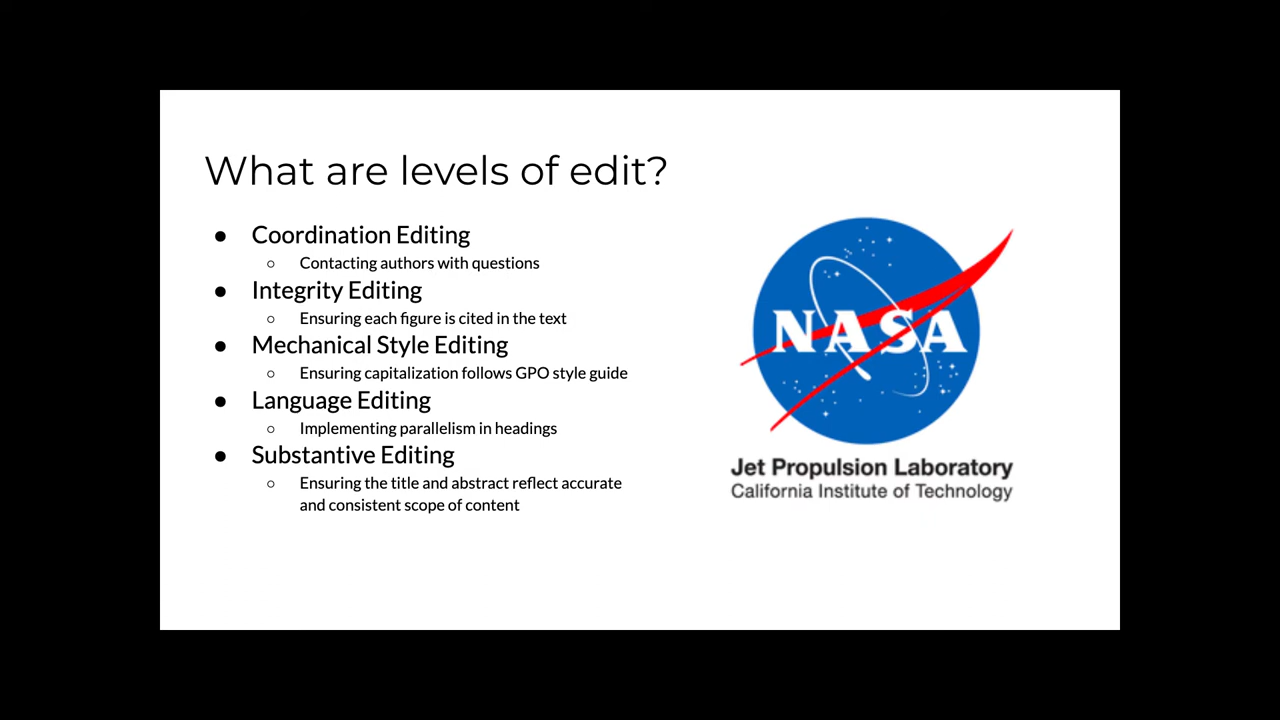 What are levels of edit?
● Coordination Editing
○ Contacting authors with questions
● Integrity Editing
○ Ensuring each figure is cited in the text
● Mechanical Style Editing
○ Ensuring capitalization follows GPO style guide
● Language Editing
○ Implementing parallelism in headings
● Substantive Editing
○ Ensuring the title and abstract reflect accurate
and consistent scope of content
NASA
Jet Propulsion Laboratory
California Institute of Technology